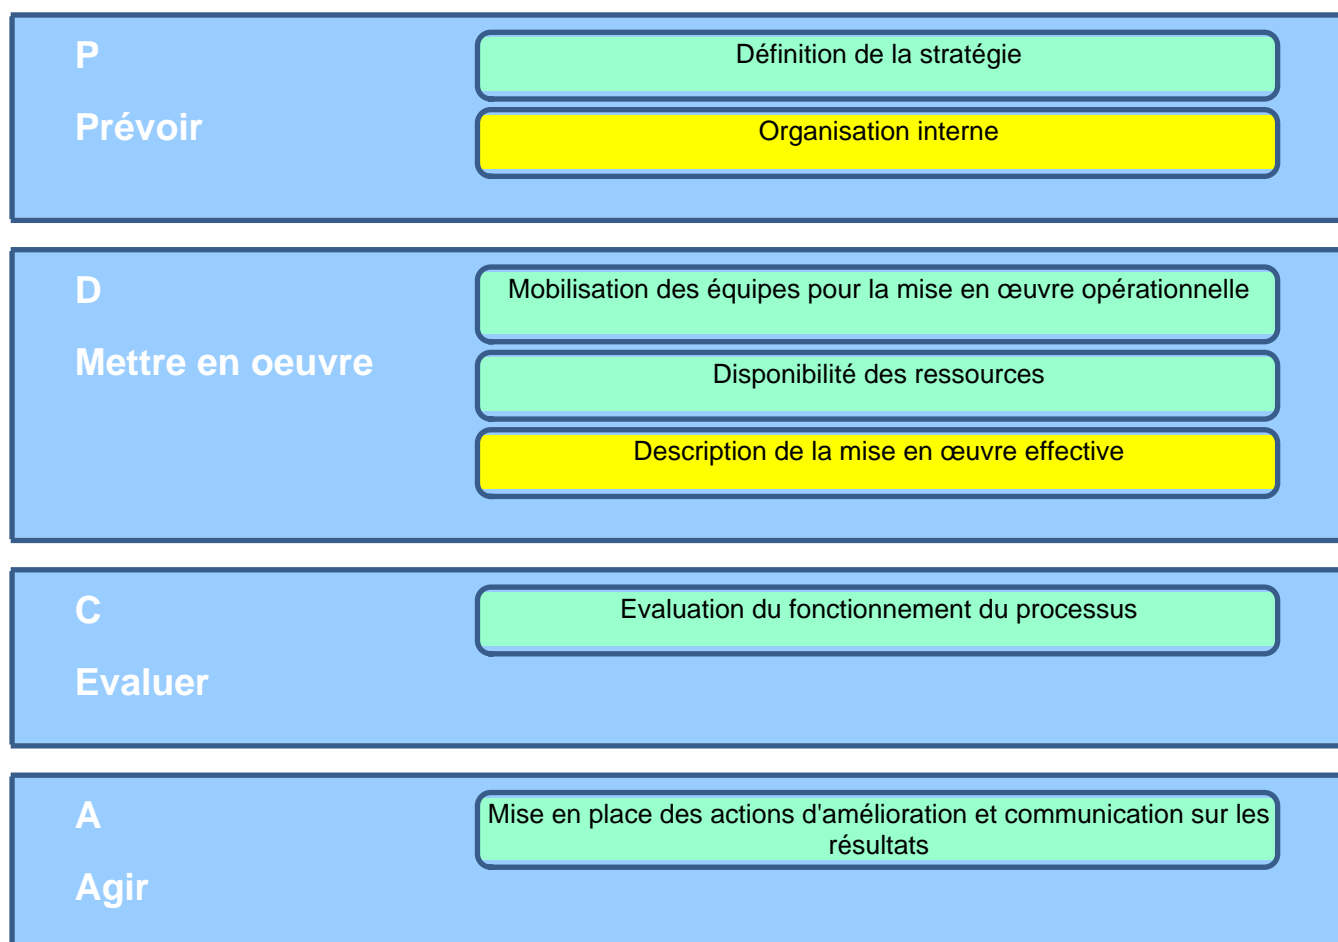 P
Prévoir
Définition de la stratégie
Organisation interne
D
Mettre en oeuvre
Mobilisation des équipes pour la mise en œuvre opérationnelle
Disponibilité des ressources
Description de la mise en œuvre effective
C
Evaluer
Evaluation du fonctionnement du processus
A
Agir
Mise en place des actions d'amélioration et communication sur les
résultats